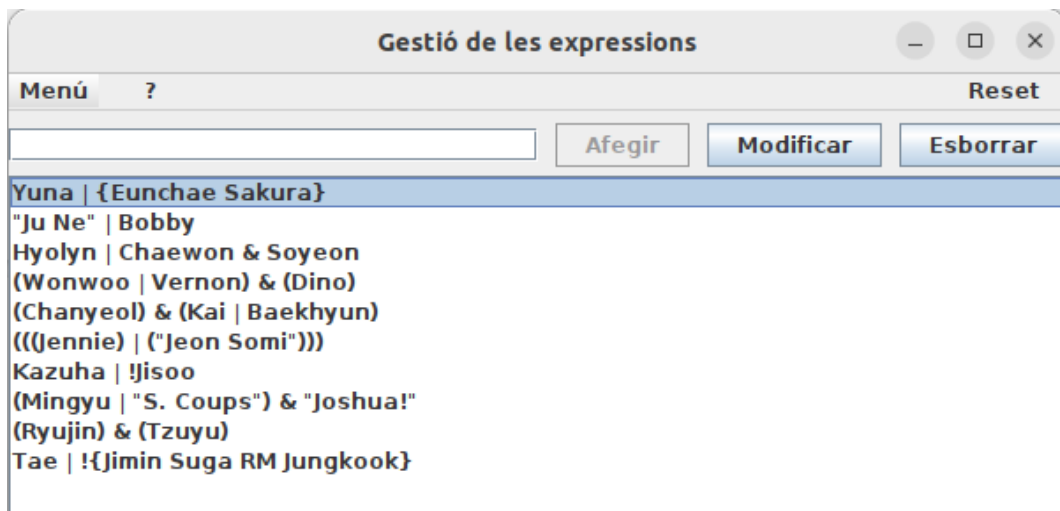 Gestió de les expressions
Menú ? Reset
Afegir Modificar Esborrar
Yuna | {Eunchae Sakura}
"Ju Ne" | Bobby
Hyolyn | Chaewon & Soyeon
(Wonwoo | Vernon) & (Dino)
(Chanyeol) & (Kai | Baekhyun)
(((Jennie) | ("Jeon Somi")))
Kazuha | !Jisoo
(Mingyu | "S. Coups") & "Joshua!"
(Ryujin) & (Tzuyu)
Tae | !{Jimin Suga RM Jungkook}